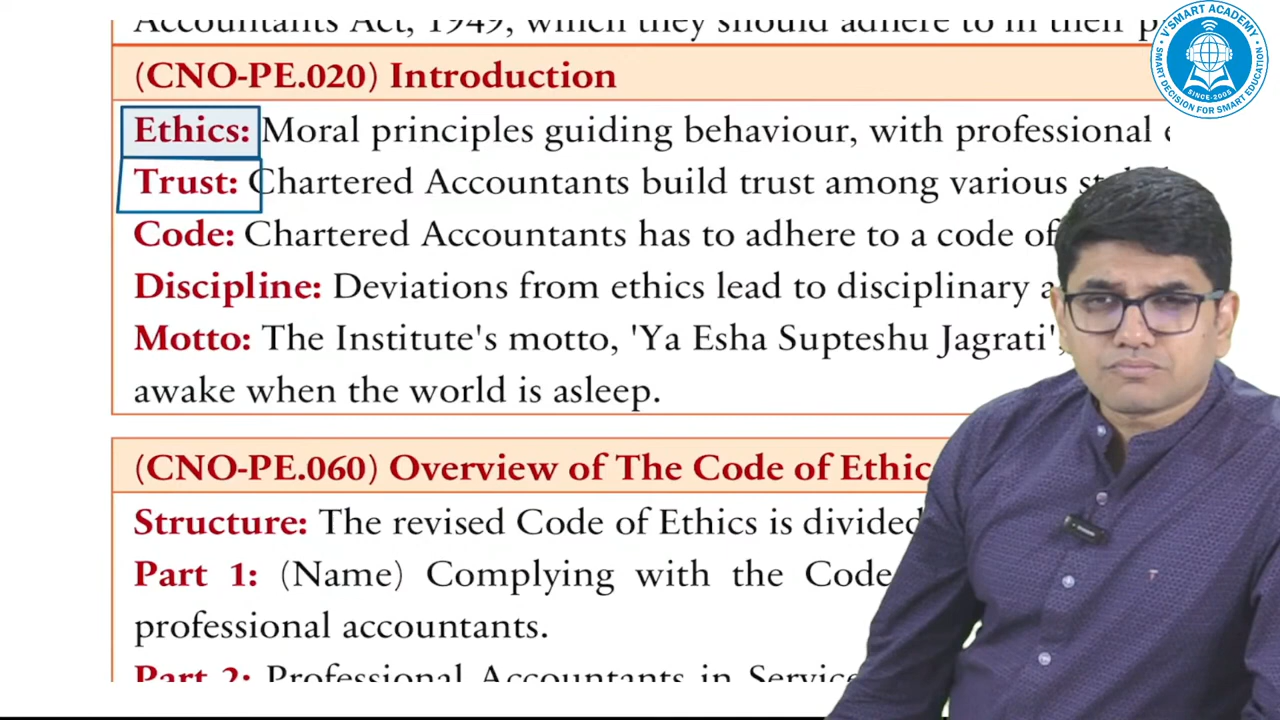 Accountants Act, 1949, which they should adhere to in their
(CNO-PE.020) Introduction
Ethics: Moral principles guiding behaviour, with professional
Trust: Chartered Accountants build trust among various
Code: Chartered Accountants has to adhere to a code of
Discipline: Deviations from ethics lead to disciplinary
Motto: The Institute's motto, 'Ya Esha Supteshu Jagrati',
awake when the world is asleep.
(CNO-PE.060) Overview of The Code of Ethic
Structure: The revised Code of Ethics is divided
Part 1: (Name) Complying with the Code
professional accountants.
Part 2: Professional Accountants in Service
V'SMART ACADEMY
SMART DECISION FOR SMART EDUCATION
SINCE-2005